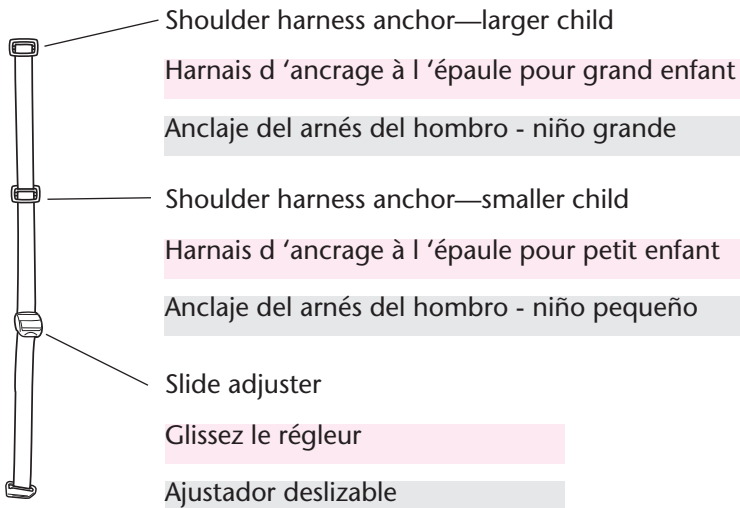 Shoulder harness anchor—larger child
Harnais d ‘ancrage à l ‘épaule pour grand enfant
Anclaje del arnés del hombro - niño grande
Shoulder harness anchor—smaller child
Harnais d ‘ancrage à l ‘épaule pour petit enfant
Anclaje del arnés del hombro - niño pequeño
Slide adjuster
Glissez le régleur
Ajustador deslizable